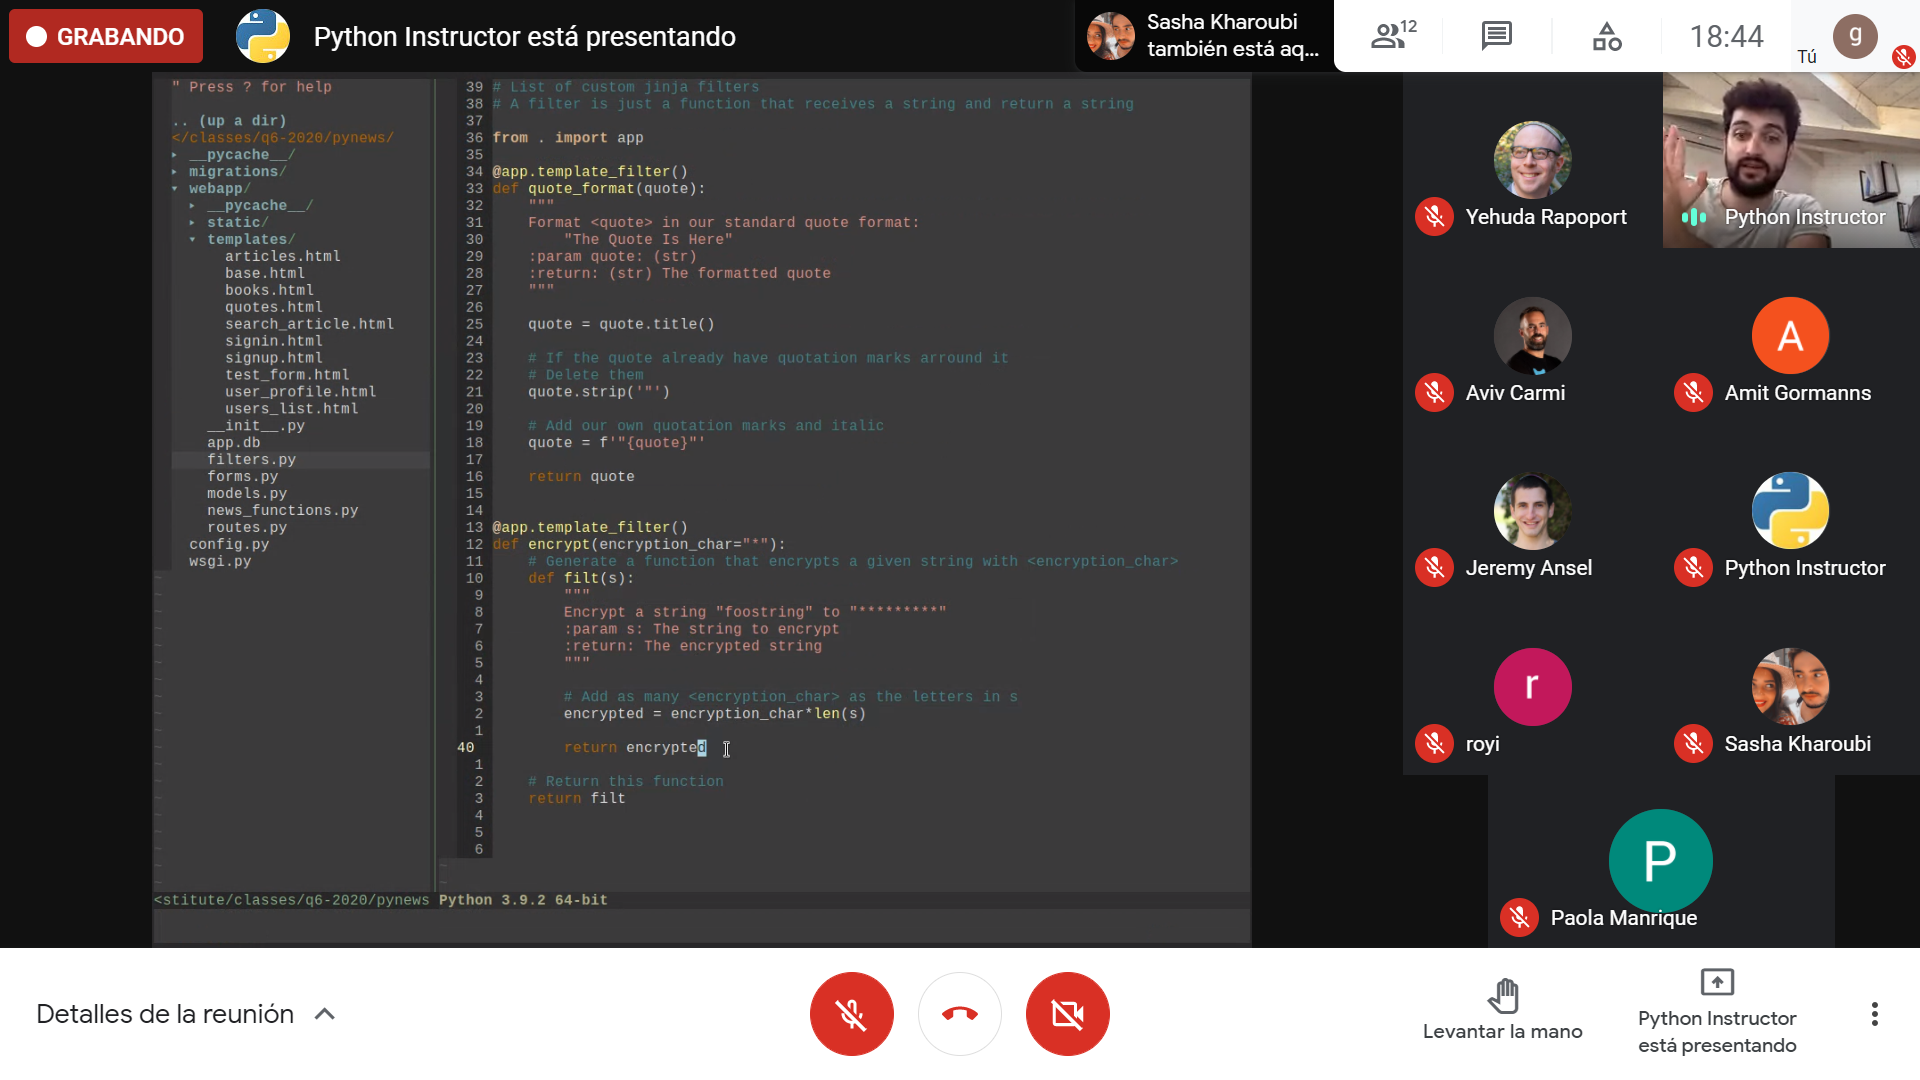 GRABANDO
Python Instructor está presentando
Sasha Kharoubi
también está aq...
12
18:44
Tú
g
" Press ? for help
.. (up a dir)
</classes/q6-2020/pynews/
▸ __pycache__/
▸ migrations/
▾ webapp/
▸ __pycache__/
▸ static/
▾ templates/
articles.html
base.html
books.html
quotes.html
search_article.html
signin.html
signup.html
test_form.html
user_profile.html
users_list.html
__init__.py
app.db
filters.py
forms.py
models.py
news_functions.py
routes.py
config.py
wsgi.py
39 # List of custom jinja filters
38 # A filter is just a function that receives a string and return a string
37
36 from . import app
35
34 @app.template_filter()
33 def quote_format(quote):
32 """
31 Format <quote> in our standard quote format:
30 "The Quote Is Here"
29 :param quote: (str)
28 :return: (str) The formatted quote
27 """
26
25 quote = quote.title()
24
23 # If the quote already have quotation marks arround it
22 # Delete them
21 quote.strip('"')
20
19 # Add our own quotation marks and italic
18 quote = f'"{quote}"'
17
16 return quote
15
14
13 @app.template_filter()
12 def encrypt(encryption_char="*"):
11 # Generate a function that encrypts a given string with <encryption_char>
10 def filt(s):
9 """
8 Encrypt a string "foostring" to "*********"
7 :param s: The string to encrypt
6 :return: The encrypted string
5 """
4
3 # Add as many <encryption_char> as the letters in s
2 encrypted = encryption_char*len(s)
1
40 return encrypted
1
2 # Return this function
3 return filt
4
5
6
<stitute/classes/q6-2020/pynews Python 3.9.2 64-bit
Yehuda Rapoport
Python Instructor
Aviv Carmi
A
Amit Gormanns
Jeremy Ansel
Python Instructor
r
royi
Sasha Kharoubi
P
Paola Manrique
Detalles de la reunión
Levantar la mano
Python Instructor
está presentando